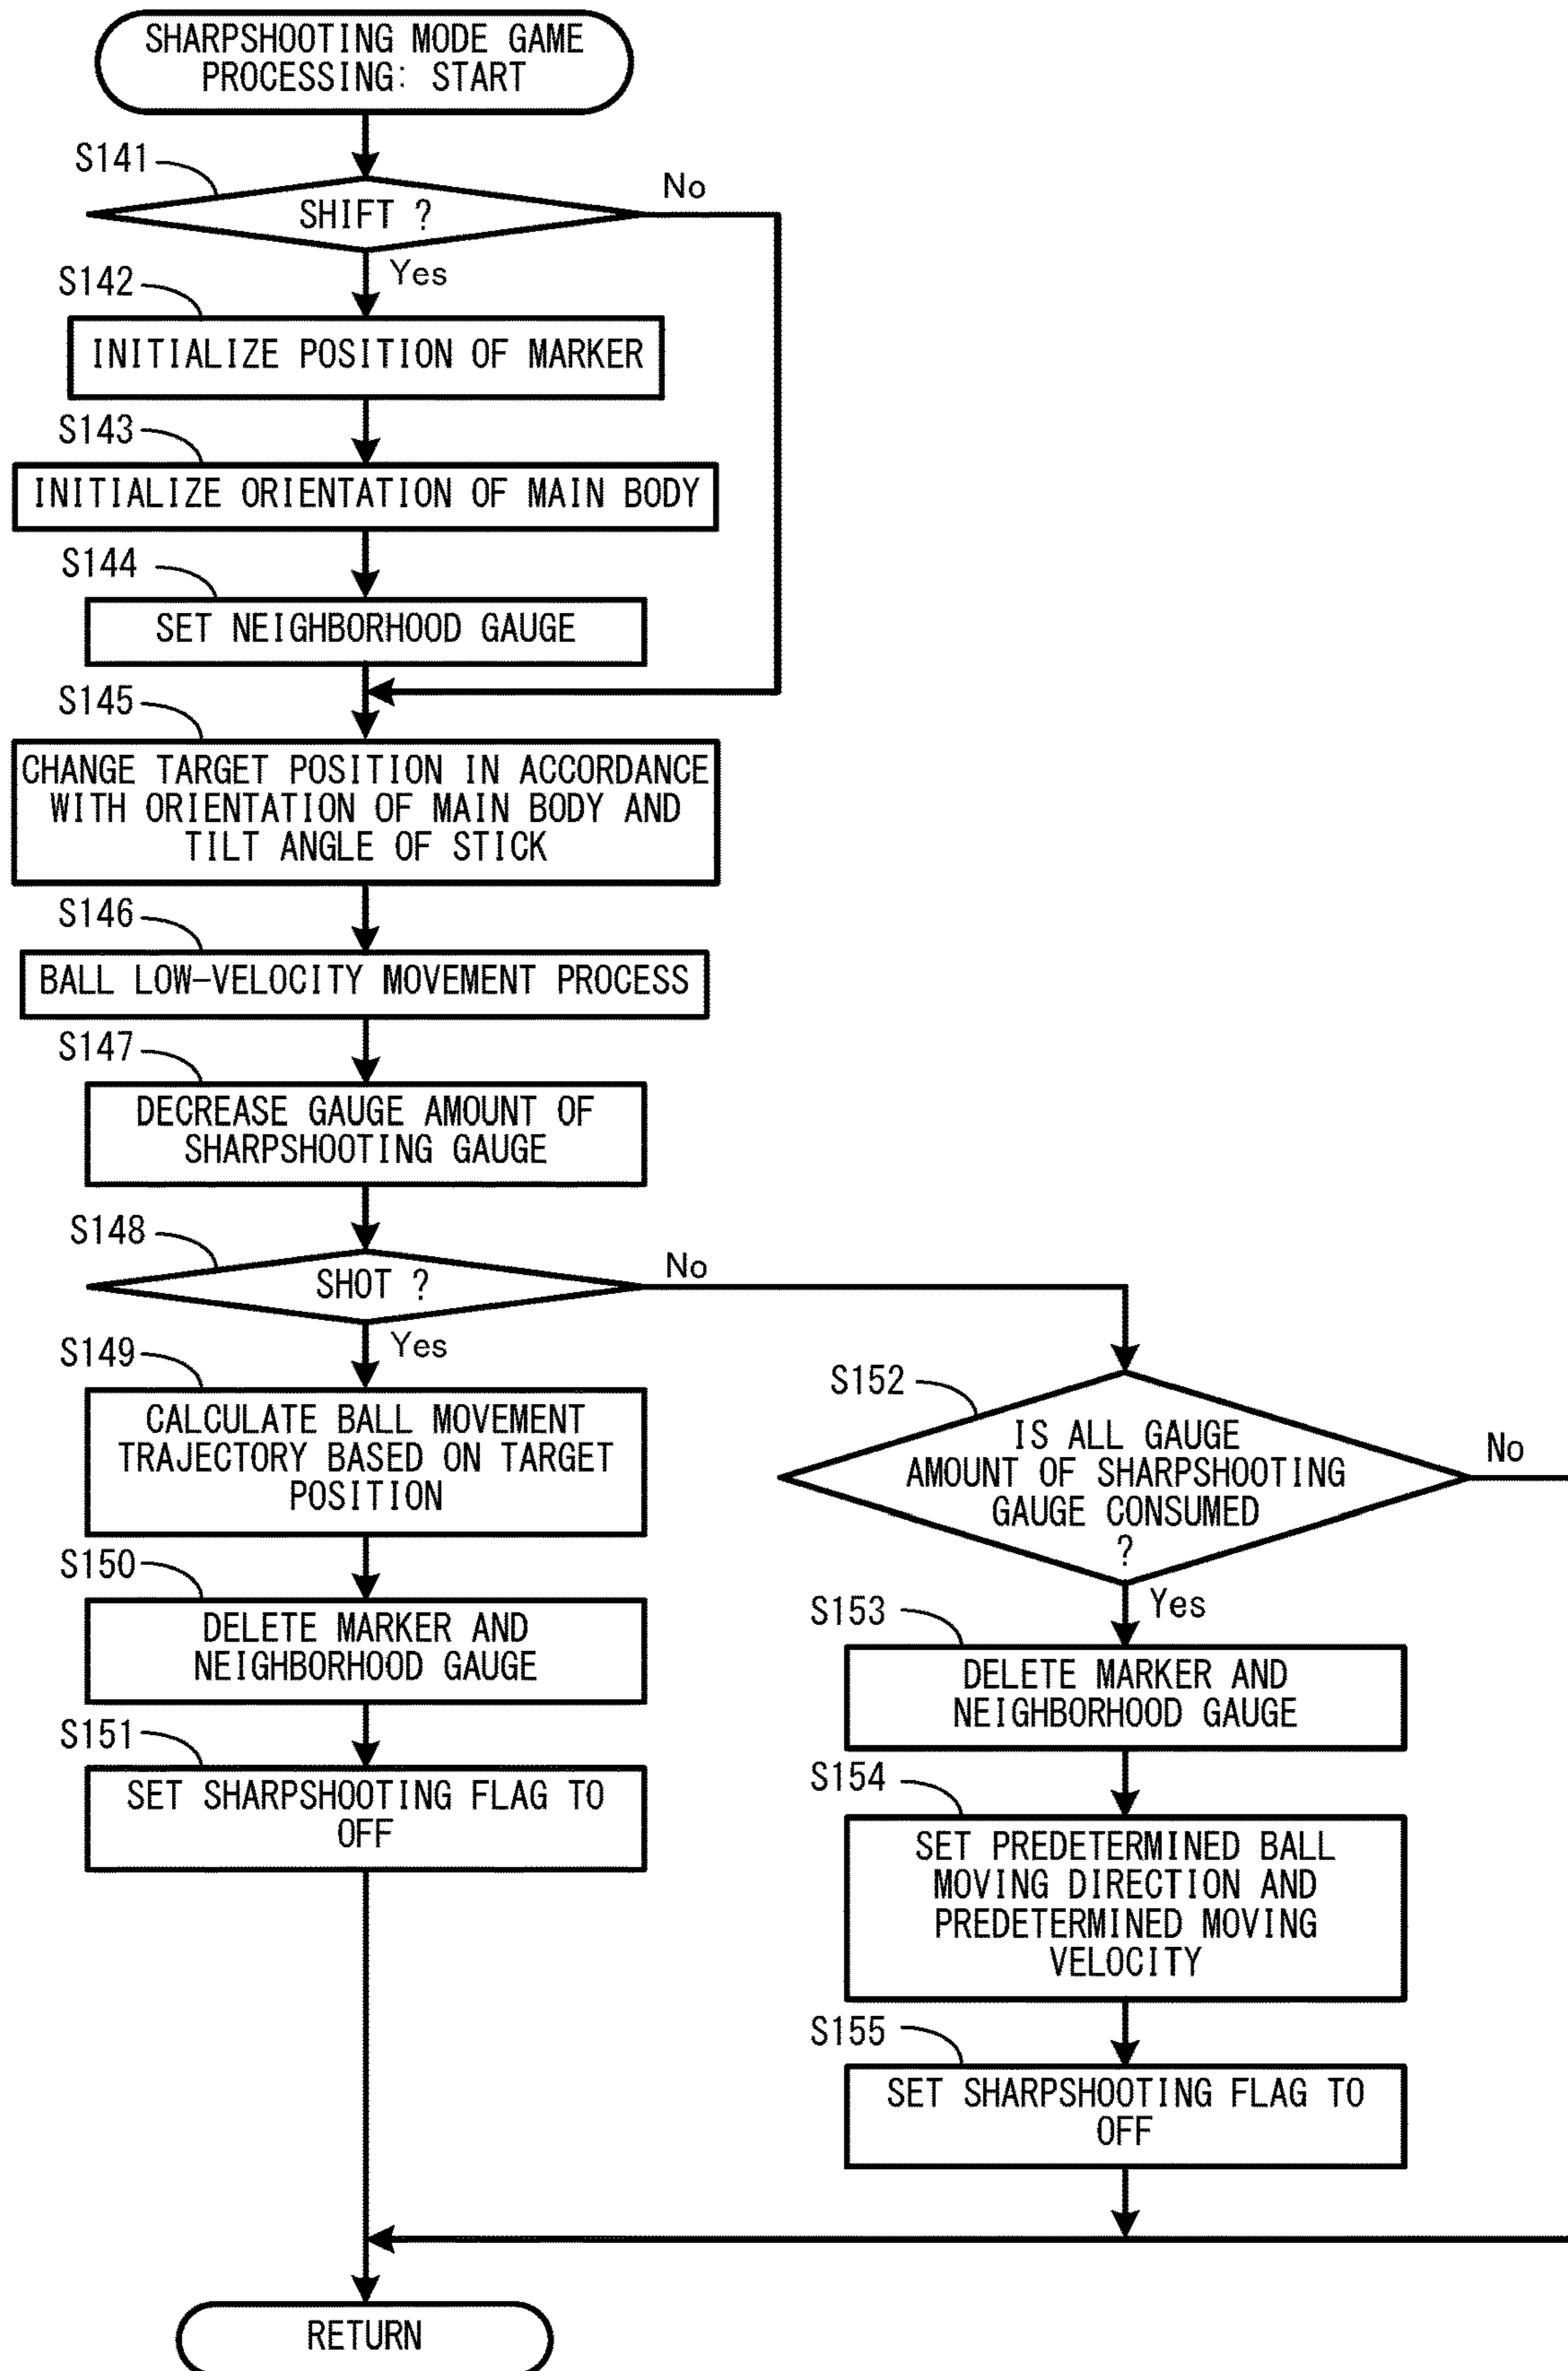 SHARPSHOOTING MODE GAME
PROCESSING: START
S141
SHIFT ?
No
Yes
S142
INITIALIZE POSITION OF MARKER
S143
INITIALIZE ORIENTATION OF MAIN BODY
S144
SET NEIGHBORHOOD GAUGE
S145
CHANGE TARGET POSITION IN ACCORDANCE
WITH ORIENTATION OF MAIN BODY AND
TILT ANGLE OF STICK
S146
BALL LOW-VELOCITY MOVEMENT PROCESS
S147
DECREASE GAUGE AMOUNT OF
SHARPSHOOTING GAUGE
S148
SHOT ?
No
Yes
S149
CALCULATE BALL MOVEMENT
TRAJECTORY BASED ON TARGET
POSITION
S150
DELETE MARKER AND
NEIGHBORHOOD GAUGE
S151
SET SHARPSHOOTING FLAG TO
OFF
S152
IS ALL GAUGE
AMOUNT OF SHARPSHOOTING
GAUGE CONSUMED
?
No
Yes
S153
DELETE MARKER AND
NEIGHBORHOOD GAUGE
S154
SET PREDETERMINED BALL
MOVING DIRECTION AND
PREDETERMINED MOVING
VELOCITY
S155
SET SHARPSHOOTING FLAG TO
OFF
RETURN